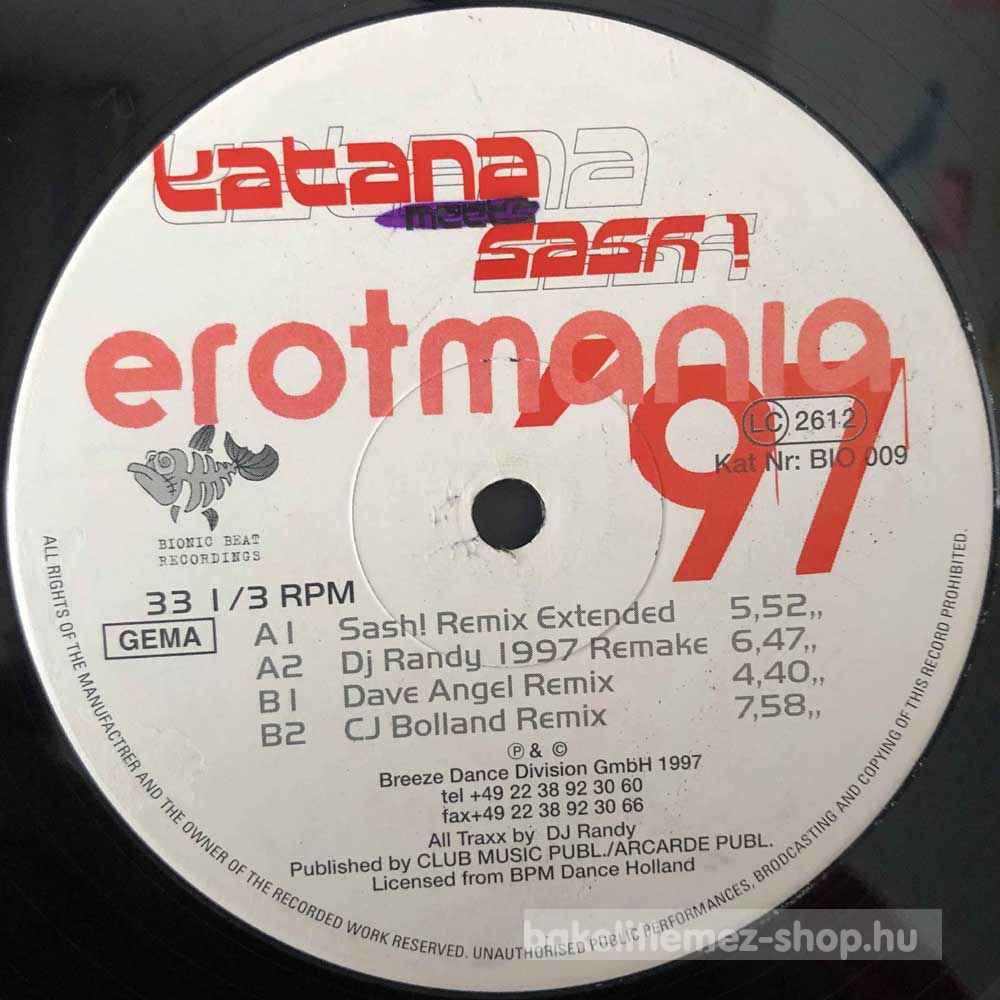 katana
meets
sash !
erotmania
'97
LC 2612
Kat Nr: BIO 009
BIONIC BEAT
RECORDINGS
33 1/3 RPM
GEMA
A1 Sash! Remix Extended 5,52,,
A2 Dj Randy 1997 Remake 6,47,,
B1 Dave Angel Remix 4,40,,
B2 CJ Bolland Remix 7,58,,
℗ & ©
Breeze Dance Division GmbH 1997
tel +49 22 38 92 30 60
fax+49 22 38 92 30 66
All Traxx by DJ Randy
Published by CLUB MUSIC PUBL./ARCARDE PUBL.
Licensed from BPM Dance Holland
ALL RIGHTS OF THE MANUFACTRER AND THE OWNER OF THE RECORDED WORK RESERVED. UNAUTHORISED PUBLIC PERFORMANCES, BRODCASTING AND COPYING OF THIS RECORD PROHIBITED.
bakelitlemez-shop.hu